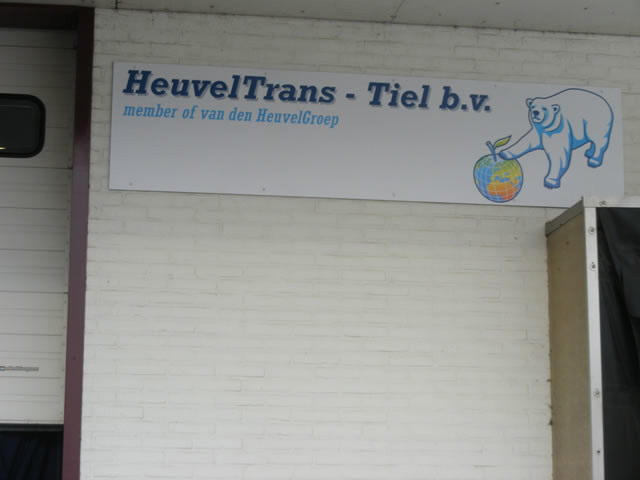 HeuvelTrans - Tiel b.v.
member of van den HeuvelGroep